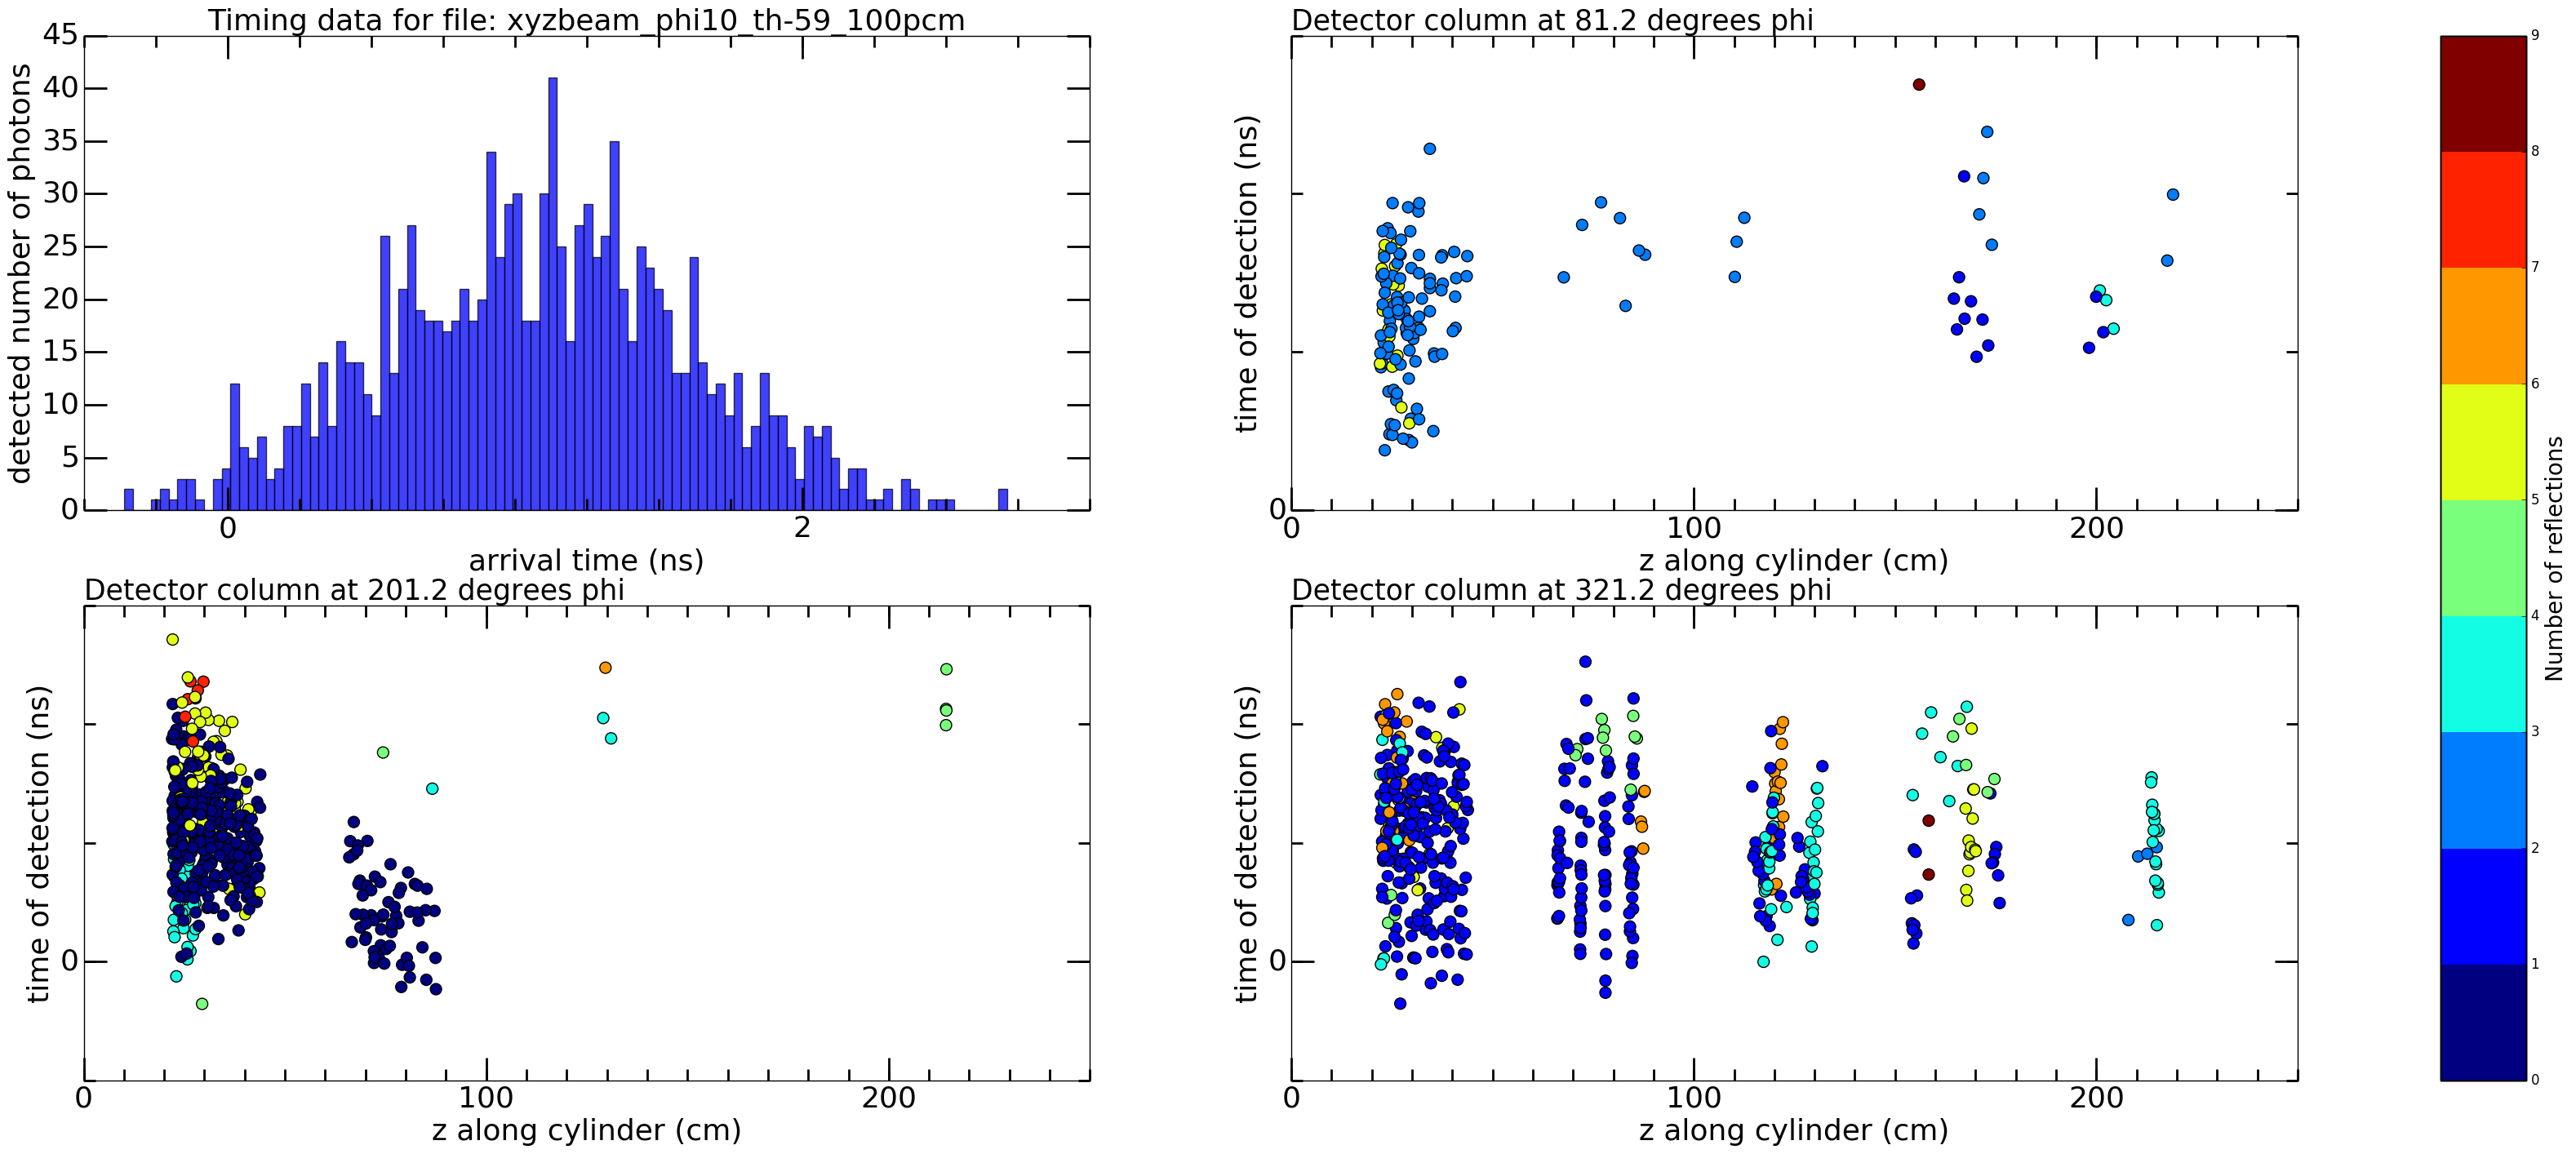 Timing data for file: xyzbeam_phi10_th-59_100pcm
45
40
35
30
25
20
15
10
5
0
detected number of photons
0 2
arrival time (ns)
Detector column at 81.2 degrees phi
time of detection (ns)
0
0 100 200
z along cylinder (cm)
Detector column at 201.2 degrees phi
time of detection (ns)
0
0 100 200
z along cylinder (cm)
Detector column at 321.2 degrees phi
time of detection (ns)
0
0 100 200
z along cylinder (cm)
9
8
7
6
5
4
3
2
1
0
Number of reflections